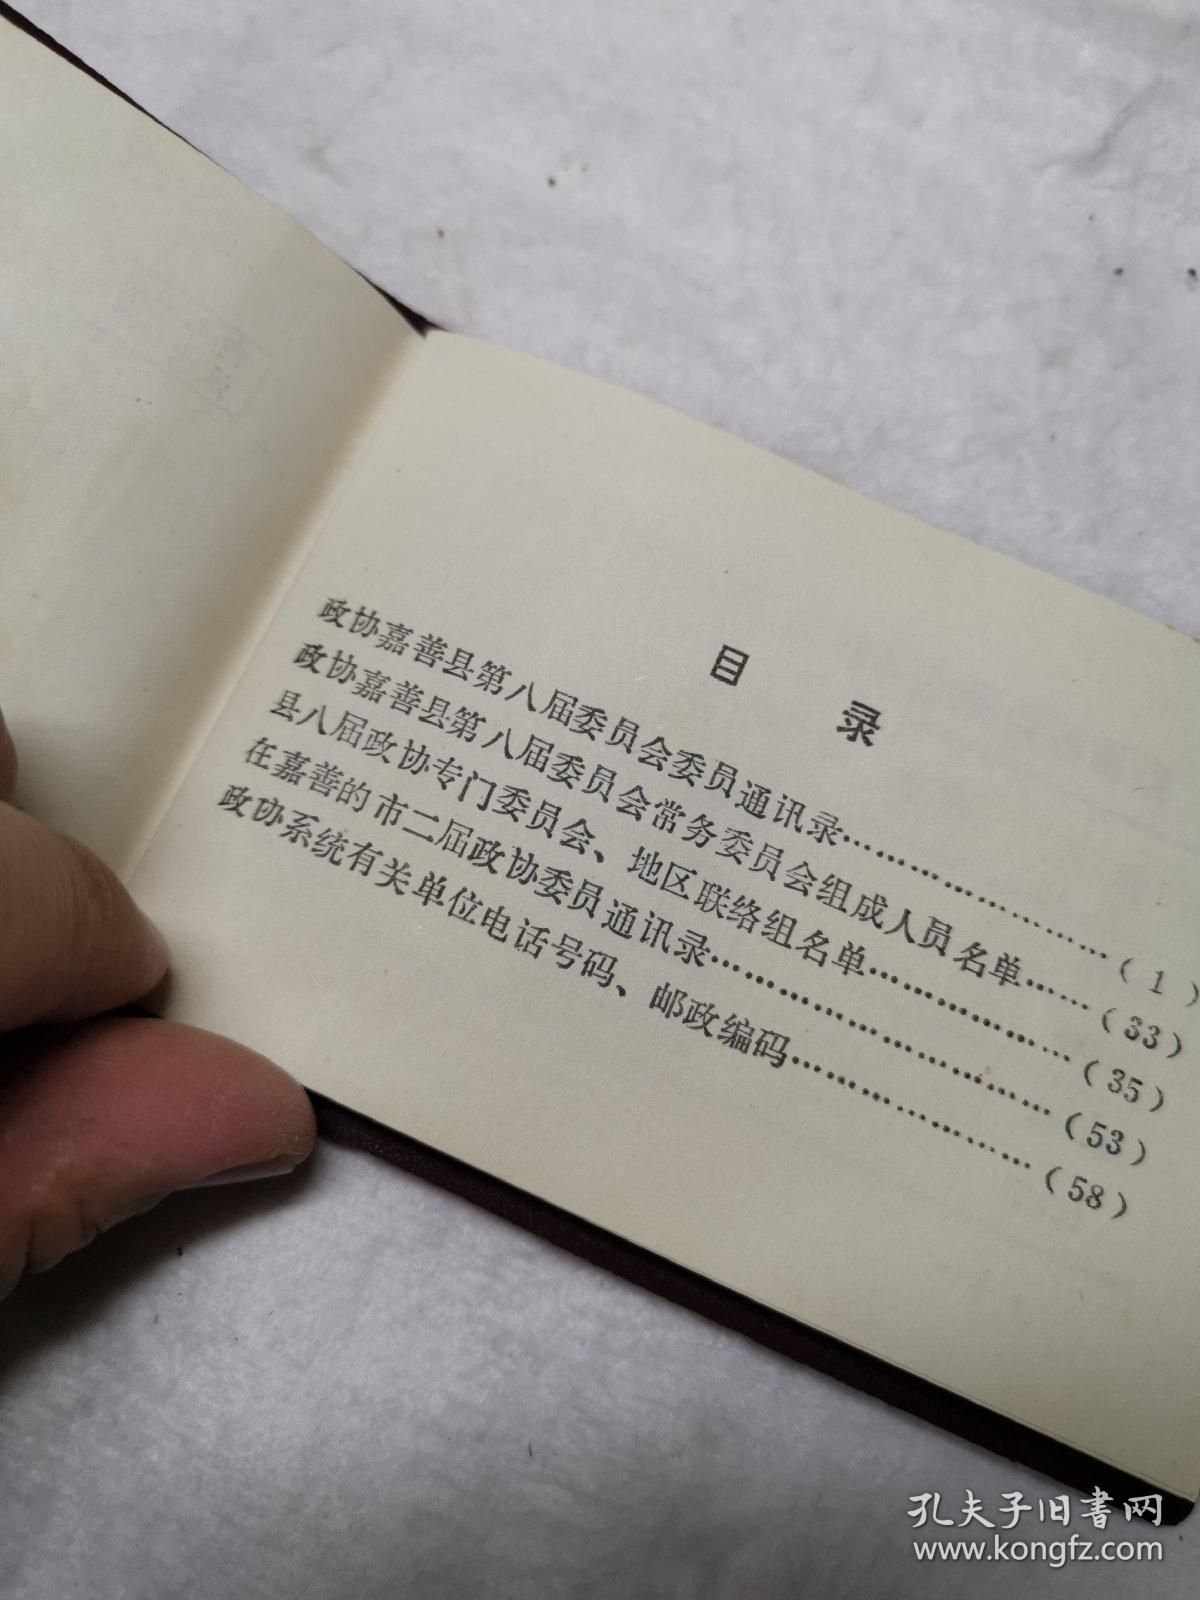 目 录
政协嘉善县第八届委员会委员通讯录……………………（1）
政协嘉善县第八届委员会常务委员会组成人员名单……（33）
县八届政协专门委员会、地区联络组名单………………（35）
在嘉善的市二届政协委员通讯录…………………………（53）
政协系统有关单位电话号码、邮政编码…………………（58）
孔夫子旧书网
www.kongfz.com